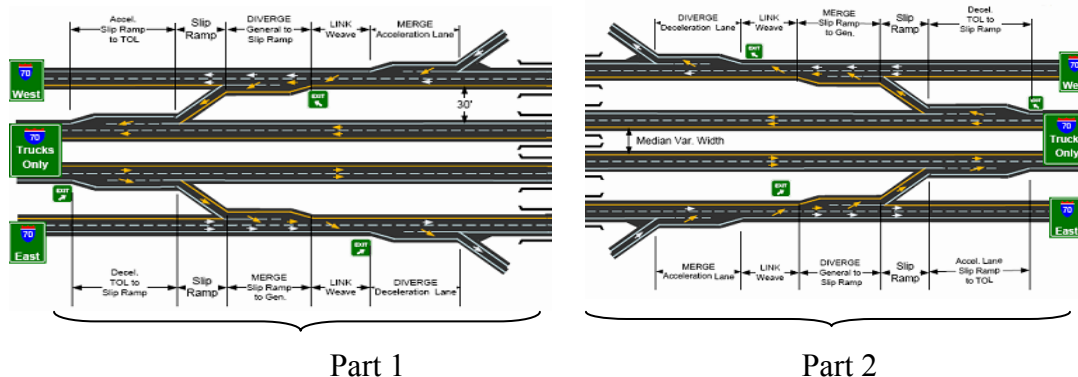 Accel.
Slip Ramp
to TOL
Slip
Ramp
DIVERGE
General to
Slip Ramp
LINK
Weave
MERGE
Acceleration Lane
70
West
EXIT
30'
70
Trucks
Only
EXIT
70
East
EXIT
Decel.
TOL to
Slip Ramp
Slip
Ramp
MERGE
Slip Ramp
to Gen.
LINK
Weave
DIVERGE
Deceleration Lane
Part 1
DIVERGE
Deceleration Lane
LINK
Weave
MERGE
Slip Ramp
to Gen.
Slip
Ramp
Decel.
TOL to
Slip Ramp
EXIT
70
We
Median Var. Width
70
Trucks
Only
EXIT
70
East
MERGE
Acceleration Lane
LINK
Weave
DIVERGE
General to
Slip Ramp
Slip
Ramp
Accel. Lane
Slip Ramp
to TOL
Part 2